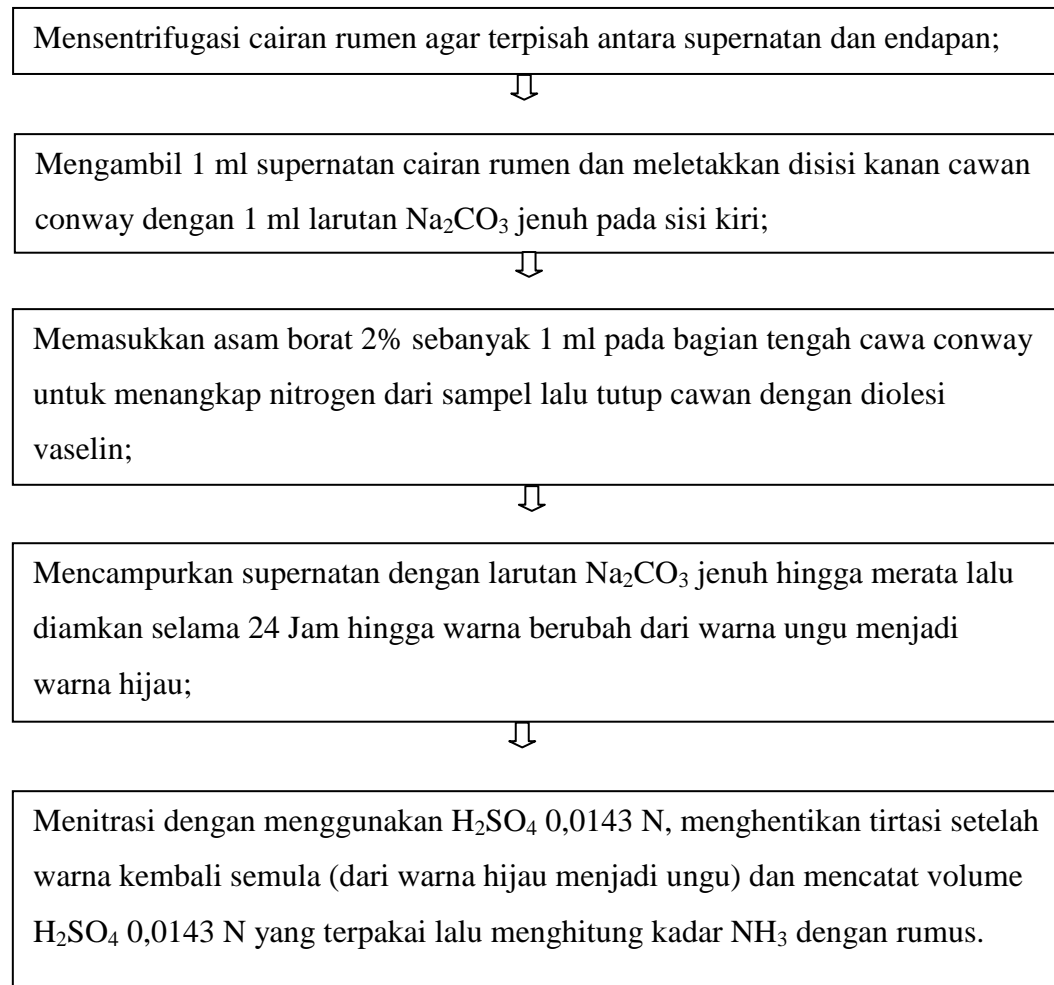 Mensentrifugasi cairan rumen agar terpisah antara supernatan dan endapan;
Mengambil 1 ml supernatan cairan rumen dan meletakkan disisi kanan cawan
conway dengan 1 ml larutan Na₂CO₃ jenuh pada sisi kiri;
Memasukkan asam borat 2% sebanyak 1 ml pada bagian tengah cawa conway
untuk menangkap nitrogen dari sampel lalu tutup cawan dengan diolesi
vaselin;
Mencampurkan supernatan dengan larutan Na₂CO₃ jenuh hingga merata lalu
diamkan selama 24 Jam hingga warna berubah dari warna ungu menjadi
warna hijau;
Menitrasi dengan menggunakan H₂SO₄ 0,0143 N, menghentikan tirtasi setelah
warna kembali semula (dari warna hijau menjadi ungu) dan mencatat volume
H₂SO₄ 0,0143 N yang terpakai lalu menghitung kadar NH₃ dengan rumus.